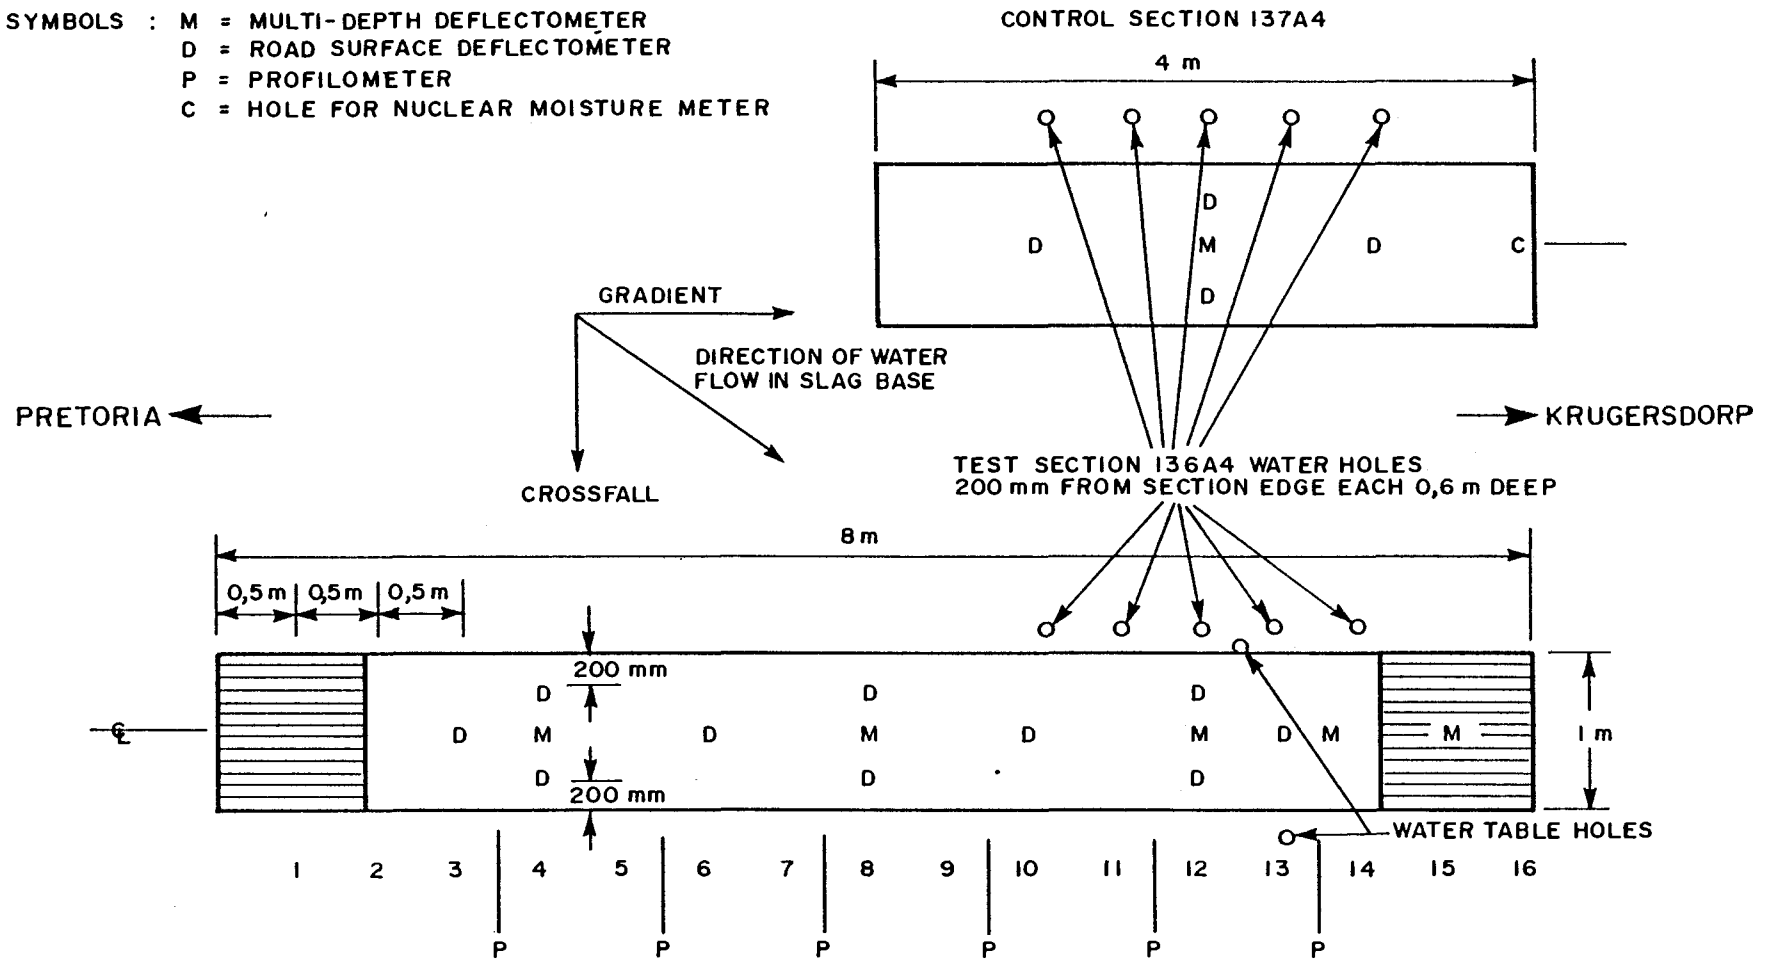 SYMBOLS : M = MULTI-DEPTH DEFLECTOMETER
D = ROAD SURFACE DEFLECTOMETER
P = PROFILOMETER
C = HOLE FOR NUCLEAR MOISTURE METER
CONTROL SECTION 137A4
4 m
D
D M D C
D
GRADIENT
DIRECTION OF WATER
FLOW IN SLAG BASE
PRETORIA
KRUGERSDORP
CROSSFALL
TEST SECTION 136A4 WATER HOLES
200 mm FROM SECTION EDGE EACH 0,6 m DEEP
8 m
0,5 m 0,5 m 0,5 m
200 mm
D D D
℄ D M D M D M D M M 1 m
D D D
200 mm
WATER TABLE HOLES
1 2 3 4 5 6 7 8 9 10 11 12 13 14 15 16
P P P P P P